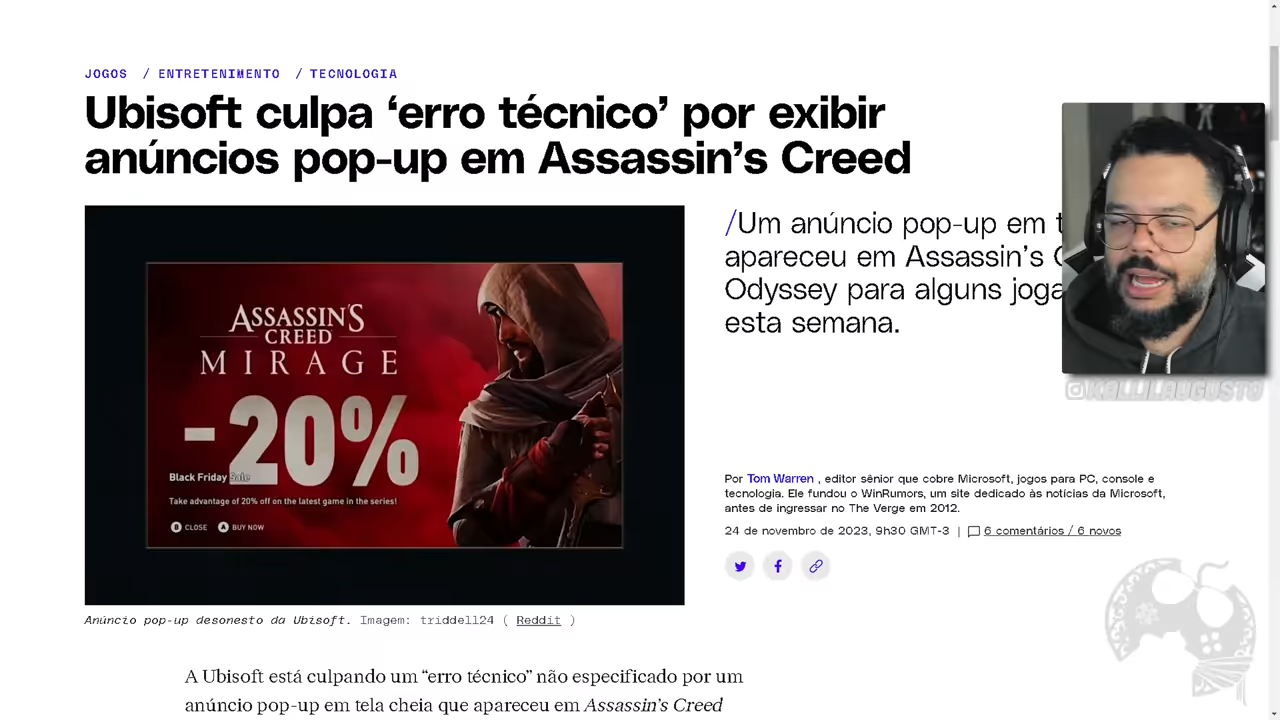 JOGOS / ENTRETENIMENTO / TECNOLOGIA
Ubisoft culpa ‘erro técnico’ por exibir
anúncios pop-up em Assassin’s Creed
/Um anúncio pop-up em t
apareceu em Assassin’s
Odyssey para alguns joga
esta semana.
ASSASSIN'S
CREED
MIRAGE
-20%
Black Friday Sale
Take advantage of 20% off on the latest game in the series!
B CLOSE A BUY NOW
@KALLILAUGUSTO
Por Tom Warren , editor sênior que cobre Microsoft, jogos para PC, console e
tecnologia. Ele fundou o WinRumors, um site dedicado às notícias da Microsoft,
antes de ingressar no The Verge em 2012.
24 de novembro de 2023, 9h30 GMT-3 | 6 comentários / 6 novos
Anúncio pop-up desonesto da Ubisoft. Imagem: triddell24 ( Reddit )
A Ubisoft está culpando um “erro técnico” não especificado por um
anúncio pop-up em tela cheia que apareceu em Assassin’s Creed